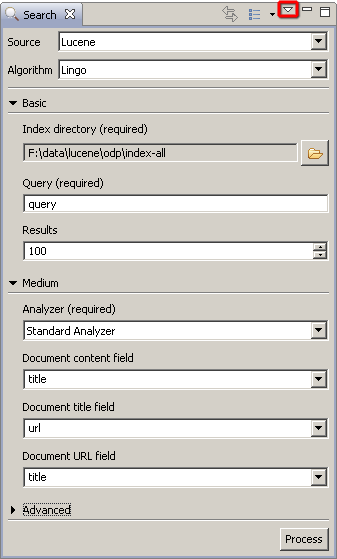 Search
Source Lucene
Algorithm Lingo
Basic
Index directory (required)
F:\data\lucene\odp\index-all
Query (required)
query
Results
100
Medium
Analyzer (required)
Standard Analyzer
Document content field
title
Document title field
url
Document URL field
title
Advanced
Process